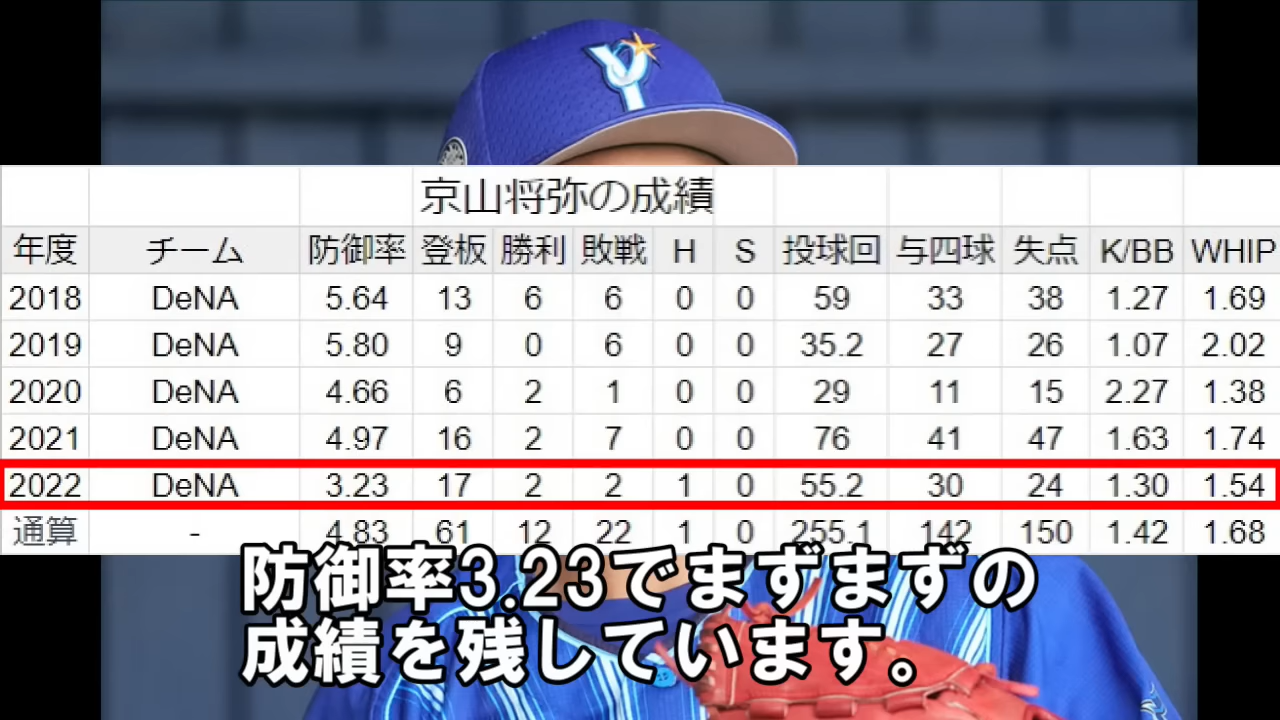 京山将弥の成績
年度 チーム 防御率 登板 勝利 敗戦 H S 投球回 与四球 失点 K/BB WHIP
2018 DeNA 5.64 13 6 6 0 0 59 33 38 1.27 1.69
2019 DeNA 5.80 9 0 6 0 0 35.2 27 26 1.07 2.02
2020 DeNA 4.66 6 2 1 0 0 29 11 15 2.27 1.38
2021 DeNA 4.97 16 2 7 0 0 76 41 47 1.63 1.74
2022 DeNA 3.23 17 2 2 1 0 55.2 30 24 1.30 1.54
通算 - 4.83 61 12 22 1 0 255.1 142 150 1.42 1.68
防御率3.23でまずまずの
成績を残しています。